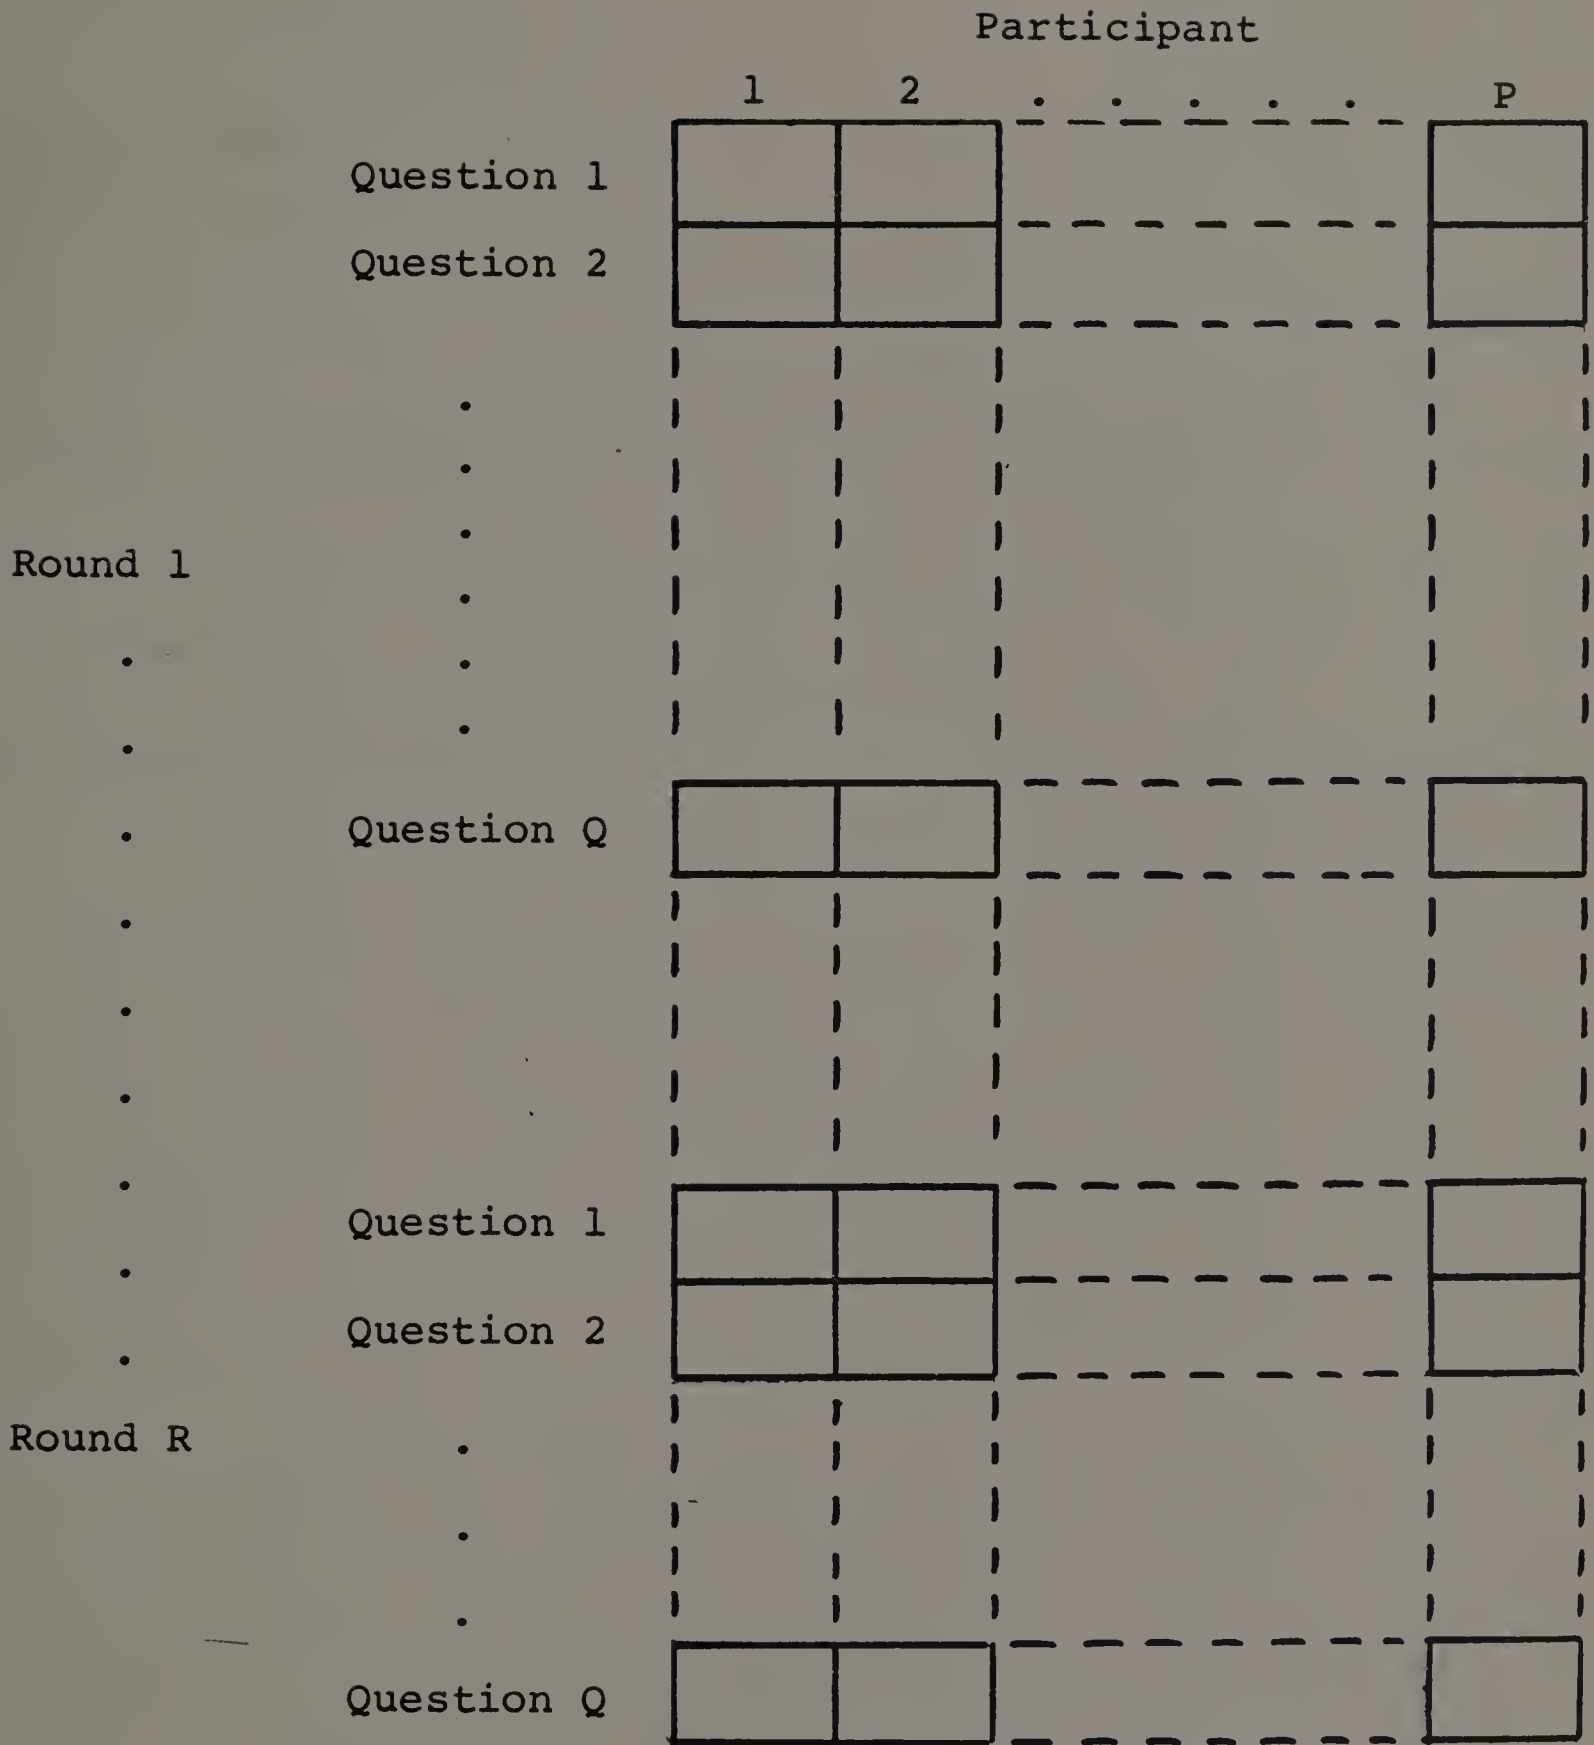 Participant
1 2 . . . . . P
Question 1
Question 2
.
.
.
Round 1
.
.
.
.
.
Question Q
.
.
.
.
Question 1
.
Question 2
.
Round R
.
.
.
Question Q